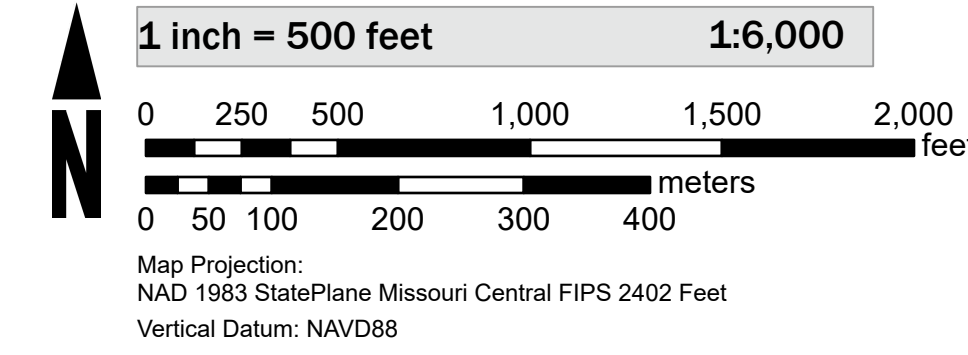 1 inch = 500 feet 1:6,000
0 250 500 1,000 1,500 2,000
feet
meters
0 50 100 200 300 400
N
Map Projection:
NAD 1983 StatePlane Missouri Central FIPS 2402 Feet
Vertical Datum: NAVD88